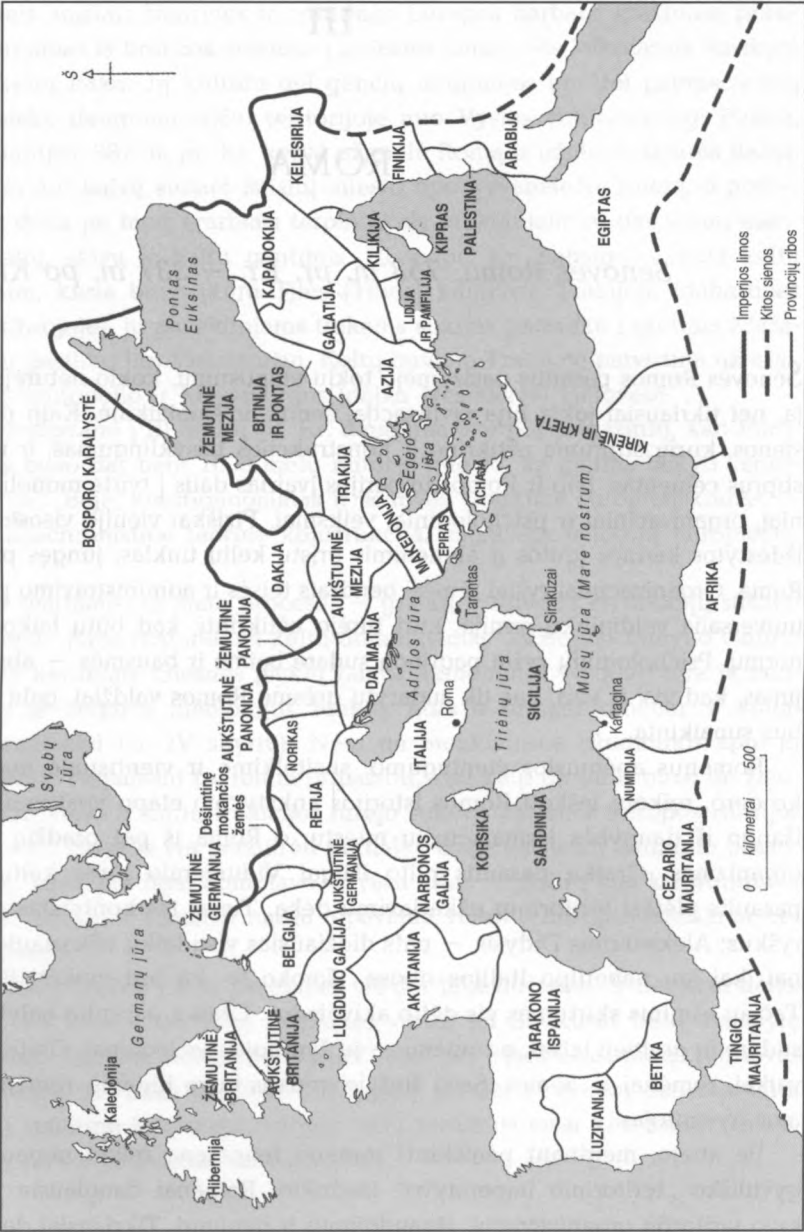 Š
BOSPORO KARALYSTĖ
Pontas
Euksinas
Svebų
jūra
Germanų jūra
Kaledonija
Hibernija
ŽEMUTINĖ
BRITANIJA
AUKŠTUTINĖ
BRITANIJA
ŽEMUTINĖ
GERMANIJA
Dešimtinę
mokančios
žemės
BELGIJA
LUGDUNO GALIJA
AUKŠTUTINĖ
GERMANIJA
RETIJA
NORIKAS
AUKŠTUTINĖ
PANONIJA
ŽEMUTINĖ
PANONIJA
DAKIJA
ŽEMUTINĖ
MEZIJA
AUKŠTUTINĖ
MEZIJA
TRAKIJA
BITINIJA
IR PONTAS
KAPADOKIJA
GALATIJA
KELESIRIJA
AZIJA
LIDIJA
IR PAMFILIJA
KILIKIJA
KIPRAS
FINIKIJA
PALESTINA
ARABIJA
EGIPTAS
Egėjo
jūra
ACHAJA
MAKEDONIJA
EPIRAS
DALMATIJA
Adrijos jūra
ITALIJA
Roma
Tarentas
Tirėnų jūra
SICILIJA
Sirakūzai
Mūsų jūra (Mare nostrum)
KIRĖNĖ IR KRETA
AKVITANIJA
NARBONOS
GALIJA
KORSIKA
SARDINIJA
TARAKO
ISPANIJA
LUZITANIJA
BETIKA
TINGIO
MAURITANIJA
CEZARIO
MAURITANIJA
NUMIDIJA
Kartagina
AFRIKA
0 kilometrai 500
Imperijos limos
Kitos sienos
Provincijų ribos